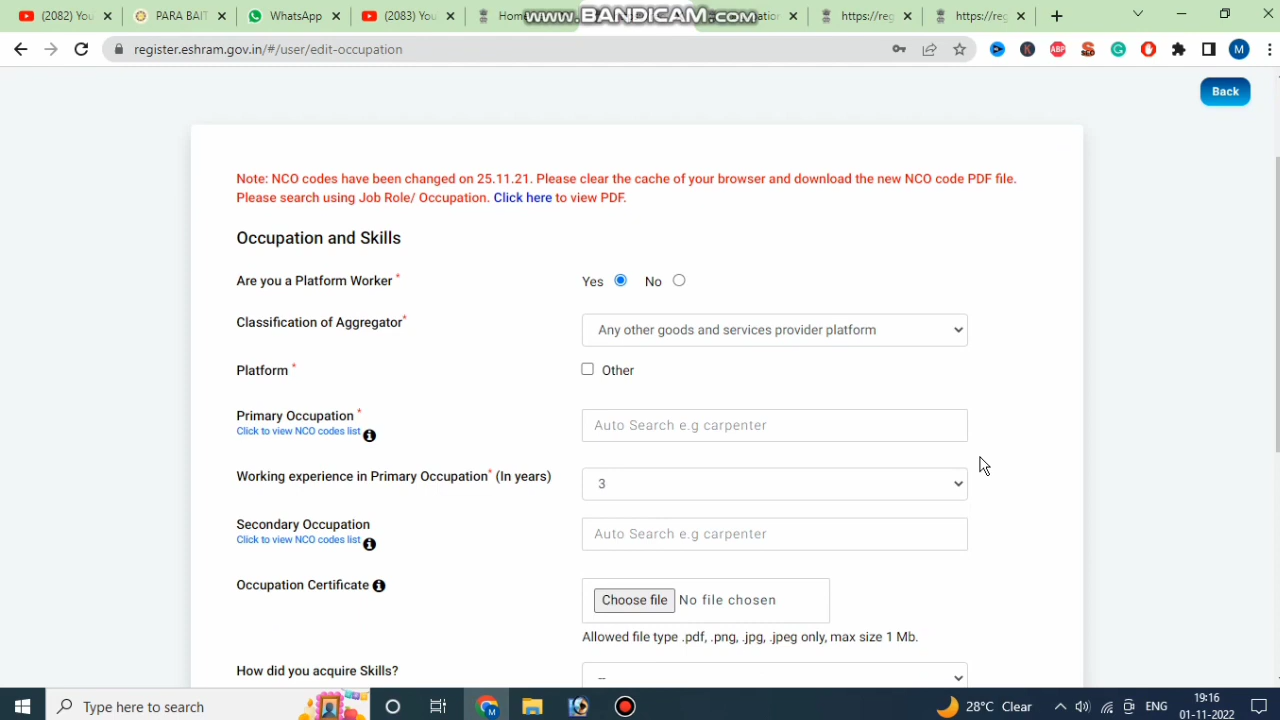 (2082) You
PARA BAIT
WhatsApp
(2083) You
Hom
www.BANDICAM.com
ation
https://reg
https://reg
register.eshram.gov.in/#/user/edit-occupation
Back
Note: NCO codes have been changed on 25.11.21. Please clear the cache of your browser and download the new NCO code PDF file.
Please search using Job Role/ Occupation. Click here to view PDF.
Occupation and Skills
Are you a Platform Worker * Yes No
Classification of Aggregator* Any other goods and services provider platform
Platform * Other
Primary Occupation * Auto Search e.g carpenter
Click to view NCO codes list
Working experience in Primary Occupation* (In years) 3
Secondary Occupation Auto Search e.g carpenter
Click to view NCO codes list
Occupation Certificate Choose file No file chosen
Allowed file type .pdf, .png, .jpg, .jpeg only, max size 1 Mb.
How did you acquire Skills? --
Type here to search
28°C Clear
ENG
19:16
01-11-2022